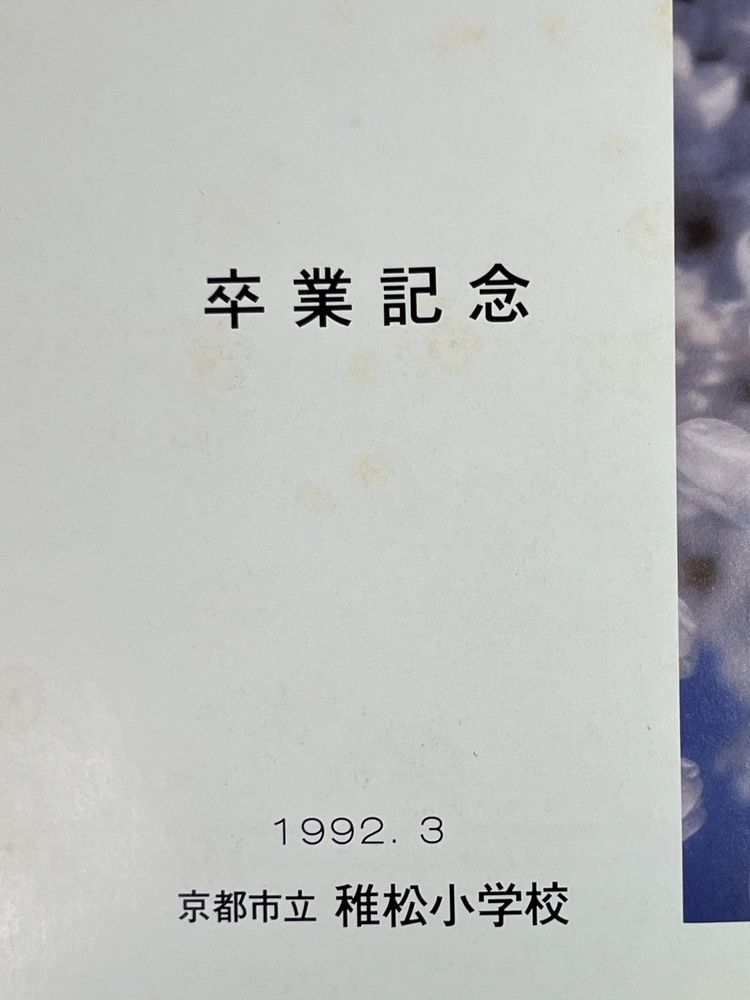 卒業記念
1992. 3
京都市立 稚松小学校